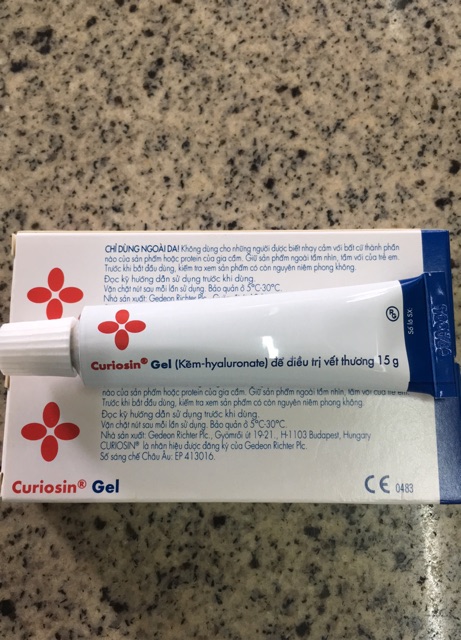 CHỈ DÙNG NGOÀI DA! Không dùng cho những người được biết nhạy cảm với bất cứ thành phần
nào của sản phẩm hoặc protein của gia cầm. Giữ sản phẩm ngoài tầm nhìn, tầm với của trẻ em.
Trước khi bắt đầu dùng, kiểm tra xem sản phẩm có còn nguyên niêm phong không.
Đọc kỹ hướng dẫn sử dụng trước khi dùng.
Vặn chặt nút sau mỗi lần sử dụng. Bảo quản ở 5°C-30°C.
Nhà sản xuất: Gedeon Richter Plc.,
Curiosin® Gel (Kẽm-hyaluronate) để điều trị vết thương 15 g
Số lô SX
nào của sản phẩm hoặc protein của gia cầm. Giữ sản phẩm ngoài tầm nhìn, tầm với của trẻ em.
Trước khi bắt đầu dùng, kiểm tra xem sản phẩm có còn nguyên niêm phong không.
Đọc kỹ hướng dẫn sử dụng trước khi dùng.
Vặn chặt nút sau mỗi lần sử dụng. Bảo quản ở 5°C-30°C.
Nhà sản xuất: Gedeon Richter Plc., Gyömrői út 19-21., H-1103 Budapest, Hungary
CURIOSIN® là nhãn hiệu được đăng ký của Gedeon Richter Plc.
Số sáng chế Châu Âu: EP 413016.
Curiosin® Gel
CE 0483